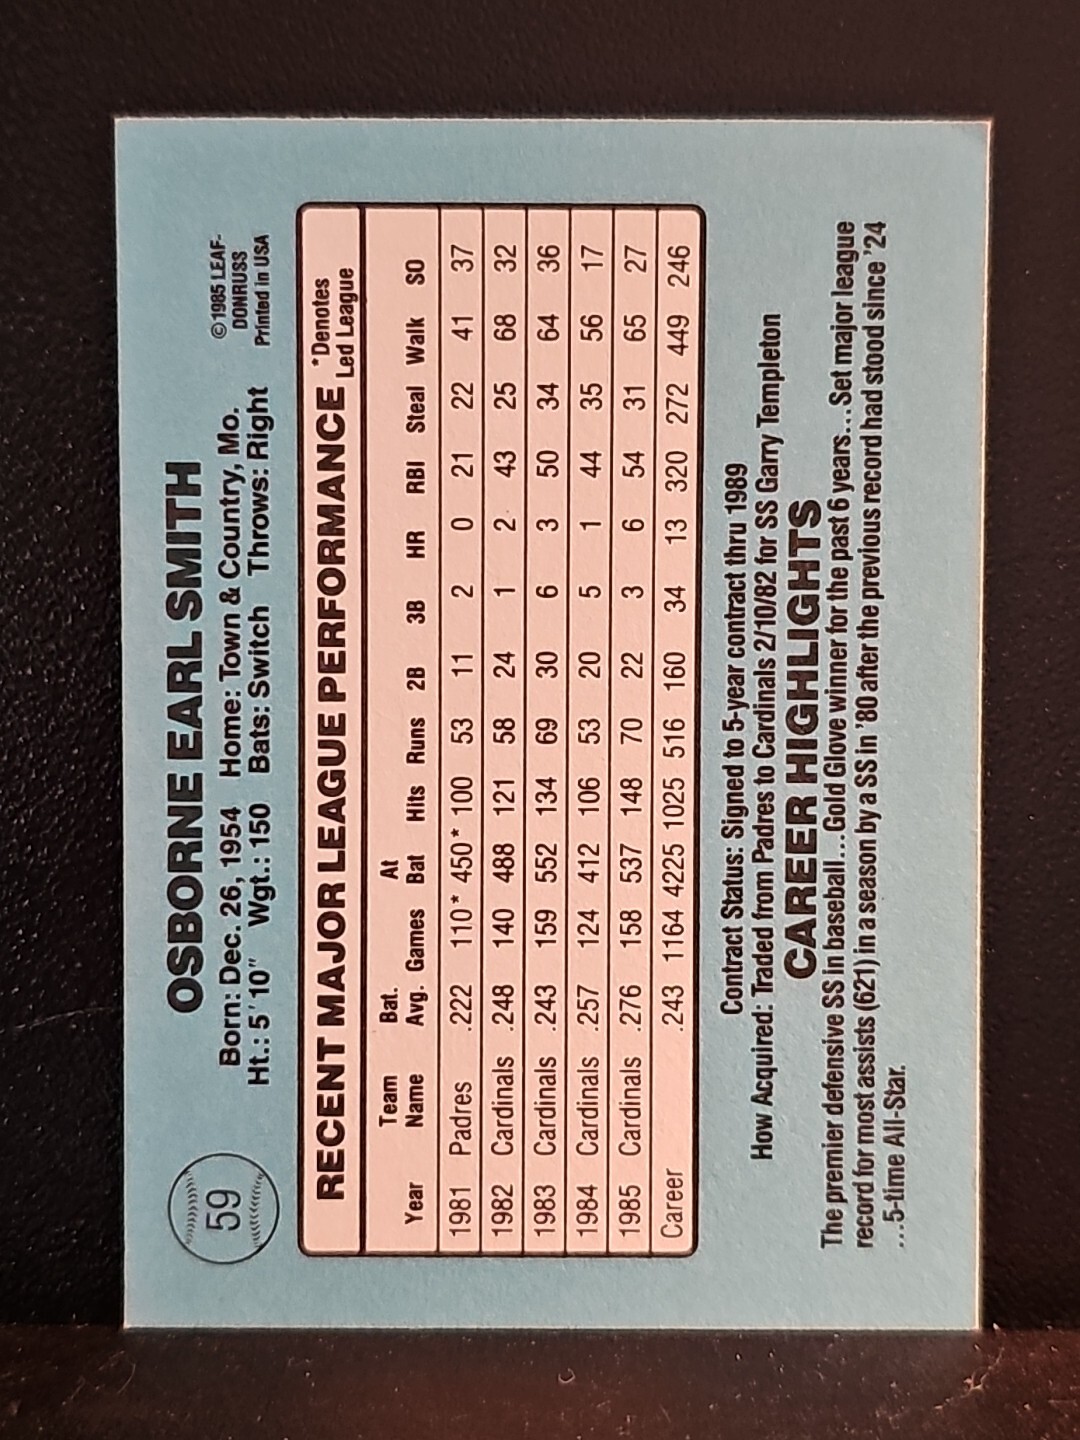 59
OSBORNE EARL SMITH
Born: Dec. 26, 1954 Home: Town & Country, Mo.
Ht.: 5' 10" Wgt.: 150 Bats: Switch Throws: Right
© 1985 LEAF-
DONRUSS
Printed in USA
RECENT MAJOR LEAGUE PERFORMANCE
*Denotes
Led League
Team Bat. At
Year Name Avg. Games Bat Hits Runs 2B 3B HR RBI Steal Walk SO
1981 Padres .222 110* 450* 100 53 11 2 0 21 22 41 37
1982 Cardinals .248 140 488 121 58 24 1 2 43 25 68 32
1983 Cardinals .243 159 552 134 69 30 6 3 50 34 64 36
1984 Cardinals .257 124 412 106 53 20 5 1 44 35 56 17
1985 Cardinals .276 158 537 148 70 22 3 6 54 31 65 27
Career .243 1164 4225 1025 516 160 34 13 320 272 449 246
Contract Status: Signed to 5-year contract thru 1989
How Acquired: Traded from Padres to Cardinals 2/10/82 for SS Garry Templeton
CAREER HIGHLIGHTS
The premier defensive SS in baseball...Gold Glove winner for the past 6 years...Set major league
record for most assists (621) in a season by a SS in '80 after the previous record had stood since '24
...5-time All-Star.